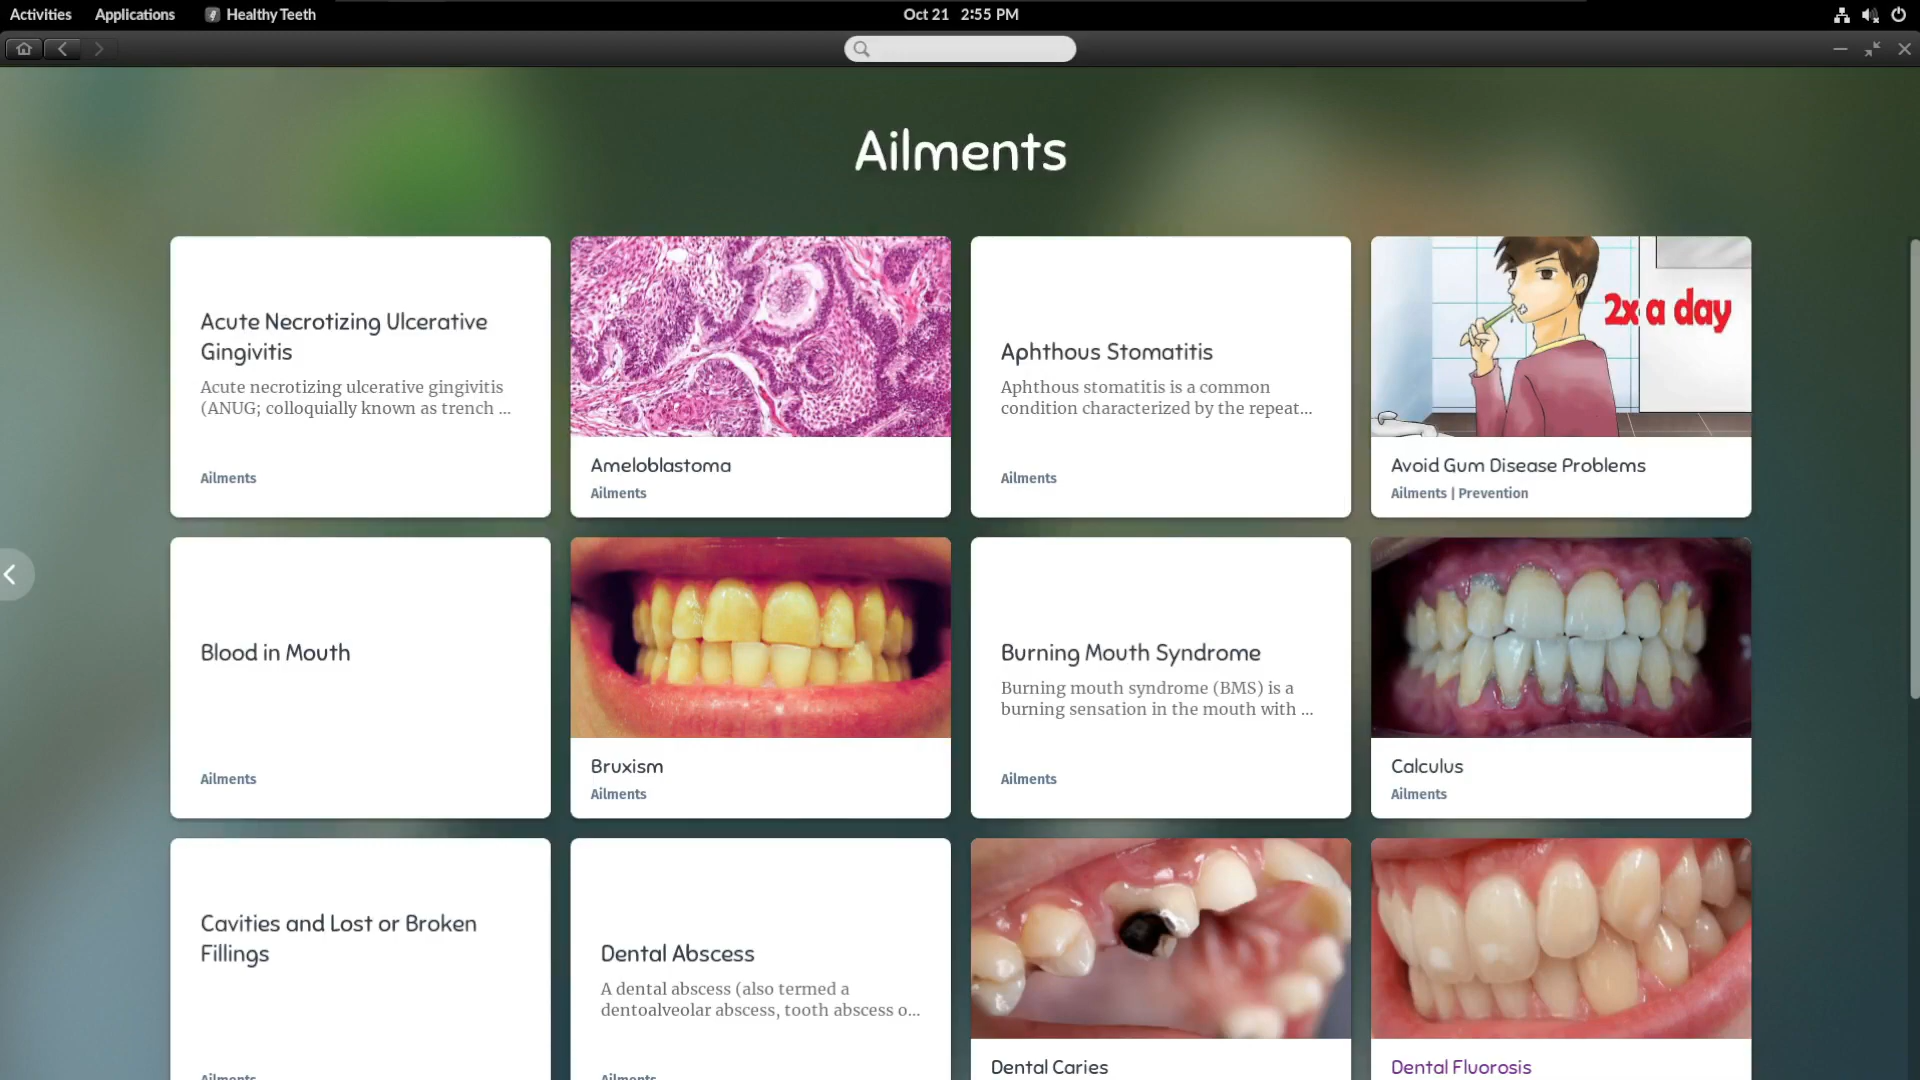 Activities
Applications
Healthy Teeth
Oct 21 2:55 PM
Ailments
Acute Necrotizing Ulcerative
Gingivitis
Acute necrotizing ulcerative gingivitis
(ANUG; colloquially known as trench ...
Ailments
Ameloblastoma
Ailments
Aphthous Stomatitis
Aphthous stomatitis is a common
condition characterized by the repeat...
Ailments
2x a day
Avoid Gum Disease Problems
Ailments | Prevention
Blood in Mouth
Ailments
Bruxism
Ailments
Burning Mouth Syndrome
Burning mouth syndrome (BMS) is a
burning sensation in the mouth with ...
Ailments
Calculus
Ailments
Cavities and Lost or Broken
Fillings
Ailments
Dental Abscess
A dental abscess (also termed a
dentoalveolar abscess, tooth abscess o...
Ailments
Dental Caries
Dental Fluorosis